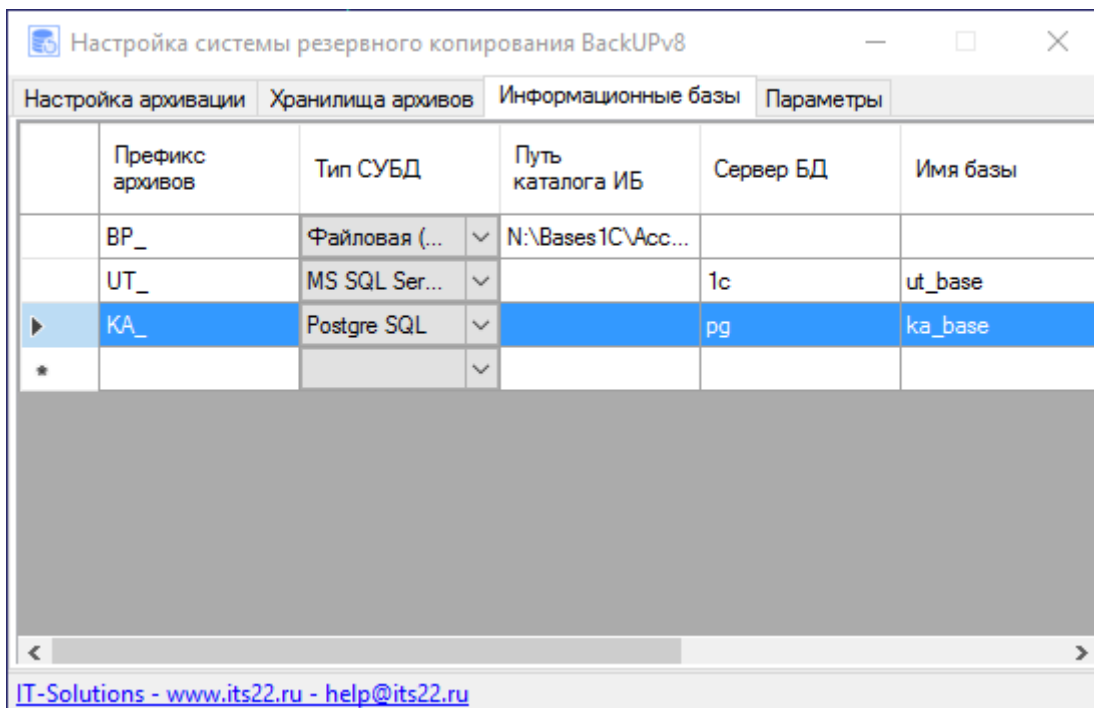 Настройка системы резервного копирования BackUPv8
Настройка архивации Хранилища архивов Информационные базы Параметры
Префикс архивов Тип СУБД Путь каталога ИБ Сервер БД Имя базы
BP_ Файловая (... N:\Bases1C\Acc...
UT_ MS SQL Ser... 1c ut_base
KA_ Postgre SQL pg ka_base
IT-Solutions - www.its22.ru - help@its22.ru